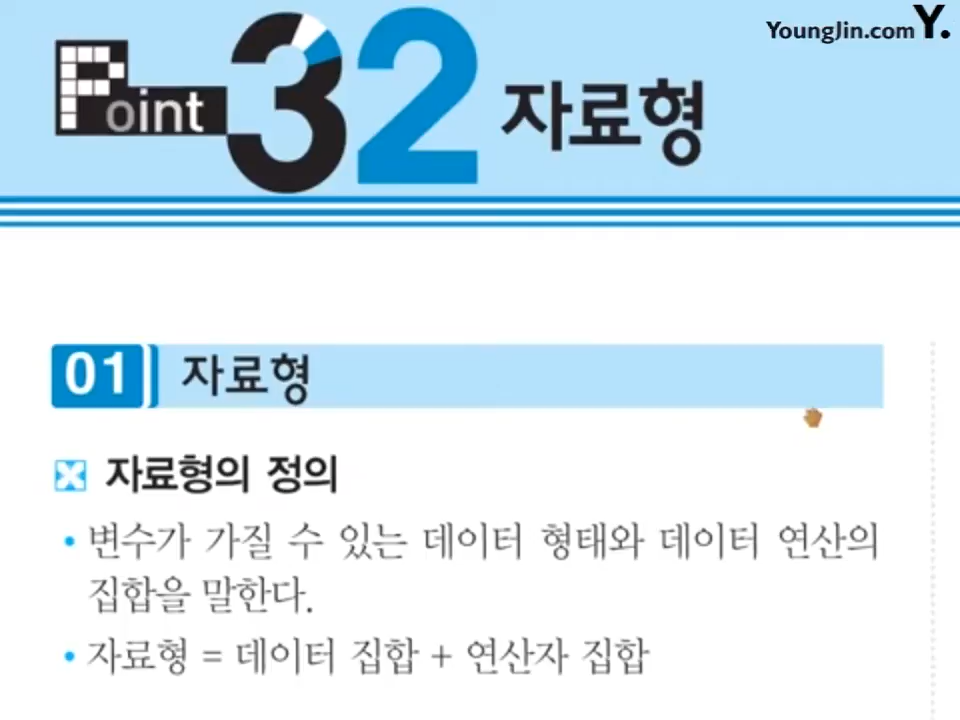 YoungJin.com Y.
Point 32 자료형
01 자료형
자료형의 정의
• 변수가 가질 수 있는 데이터 형태와 데이터 연산의
집합을 말한다.
• 자료형 = 데이터 집합 + 연산자 집합